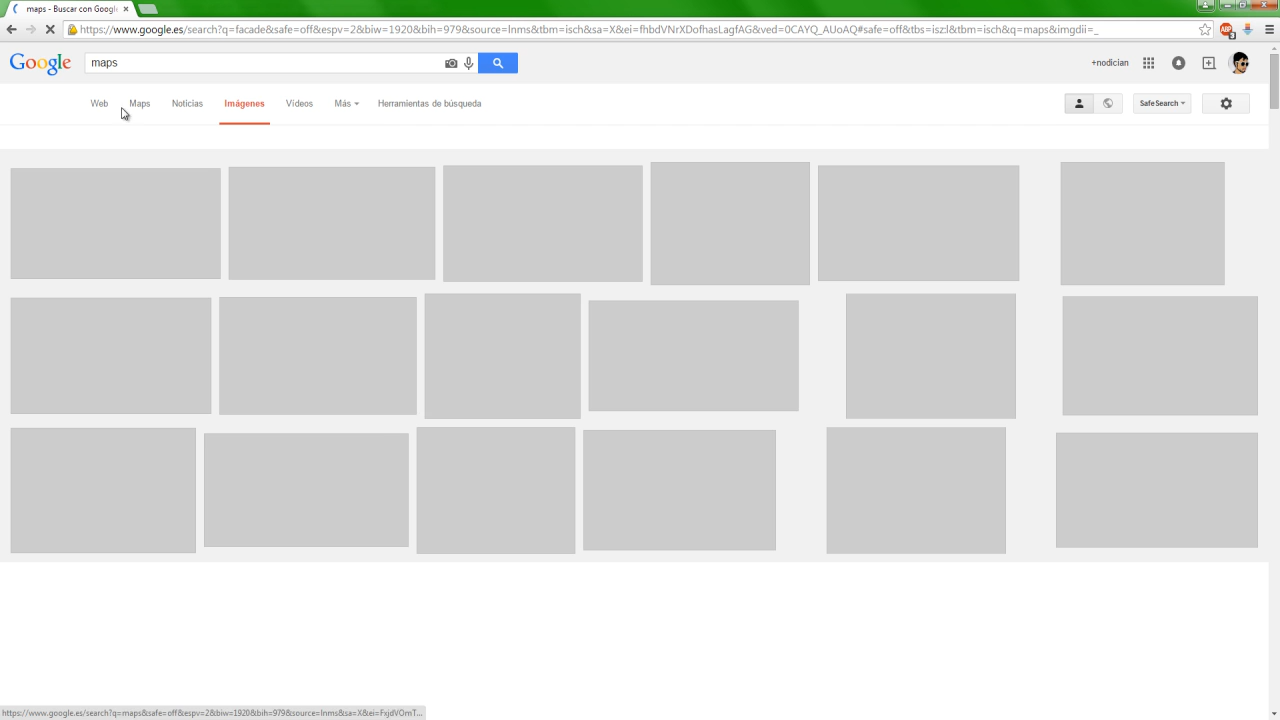 maps - Buscar con Googl
https://www.google.es/search?q=facade&safe=off&espv=2&biw=1920&bih=979&source=lnms&tbm=isch&sa=X&ei=fhbdVNrXDofhasLagfAG&ved=0CAYQ_AUoAQ#safe=off&tbs=isz:l&tbm=isch&q=maps&imgdii=_
Google maps +nodician
Web Maps Noticias Imágenes Vídeos Más Herramientas de búsqueda SafeSearch
https://www.google.es/search?q=maps&safe=off&espv=2&biw=1920&bih=979&source=lnms&sa=X&ei=FxjdVOmT...